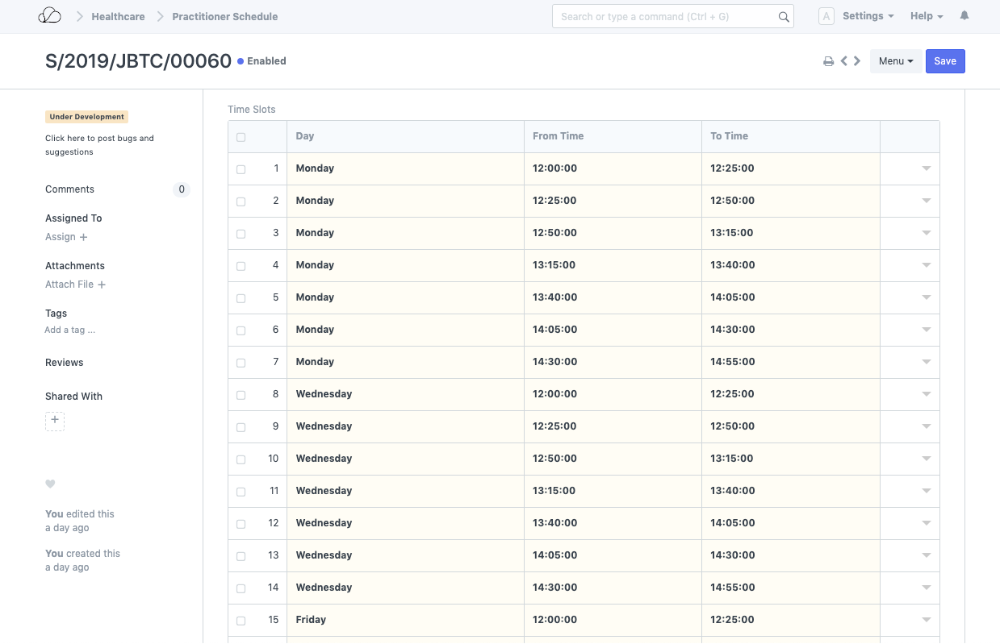 Healthcare Practitioner Schedule Search or type a command (Ctrl + G) A Settings Help
S/2019/JBTC/00060 Enabled Menu Save
Under Development
Click here to post bugs and
suggestions
Comments 0
Assigned To
Assign +
Attachments
Attach File +
Tags
Add a tag ...
Reviews
Shared With
+
You edited this
a day ago
You created this
a day ago
Time Slots
Day From Time To Time
1 Monday 12:00:00 12:25:00
2 Monday 12:25:00 12:50:00
3 Monday 12:50:00 13:15:00
4 Monday 13:15:00 13:40:00
5 Monday 13:40:00 14:05:00
6 Monday 14:05:00 14:30:00
7 Monday 14:30:00 14:55:00
8 Wednesday 12:00:00 12:25:00
9 Wednesday 12:25:00 12:50:00
10 Wednesday 12:50:00 13:15:00
11 Wednesday 13:15:00 13:40:00
12 Wednesday 13:40:00 14:05:00
13 Wednesday 14:05:00 14:30:00
14 Wednesday 14:30:00 14:55:00
15 Friday 12:00:00 12:25:00